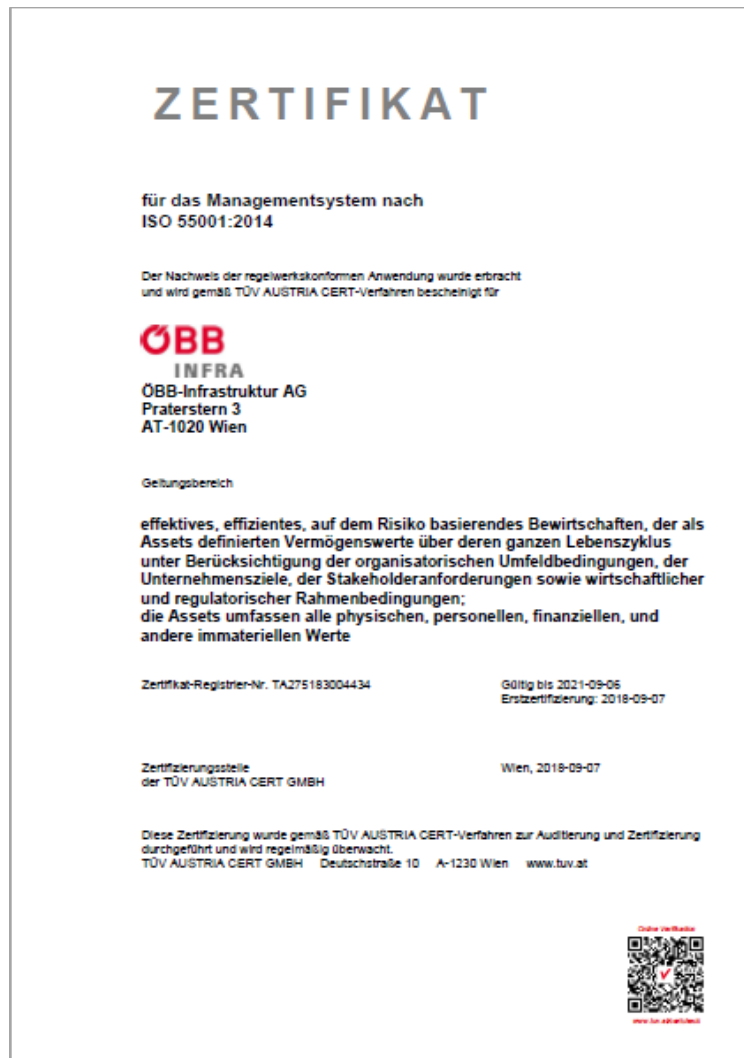 ZERTIFIKAT
für das Managementsystem nach
ISO 55001:2014
Der Nachweis der regelwerkskonformen Anwendung wurde erbracht
und wird gemäß TÜV AUSTRIA CERT-Verfahren bescheinigt für
ÖBB
INFRA
ÖBB-Infrastruktur AG
Praterstern 3
AT-1020 Wien
Geltungsbereich
effektives, effizientes, auf dem Risiko basierendes Bewirtschaften, der als
Assets definierten Vermögenswerte über deren ganzen Lebenszyklus
unter Berücksichtigung der organisatorischen Umfeldbedingungen, der
Unternehmensziele, der Stakeholderanforderungen sowie wirtschaftlicher
und regulatorischer Rahmenbedingungen;
die Assets umfassen alle physischen, personellen, finanziellen, und
andere immateriellen Werte
Zertifikat-Registrier-Nr. TA275183004434
Gültig bis 2021-09-06
Erstzertifizierung: 2018-09-07
Zertifizierungsstelle
der TÜV AUSTRIA CERT GMBH
Wien, 2018-09-07
Diese Zertifizierung wurde gemäß TÜV AUSTRIA CERT-Verfahren zur Auditierung und Zertifizierung
durchgeführt und wird regelmäßig überwacht.
TÜV AUSTRIA CERT GMBH Deutschstraße 10 A-1230 Wien www.tuv.at
Online Verifikation